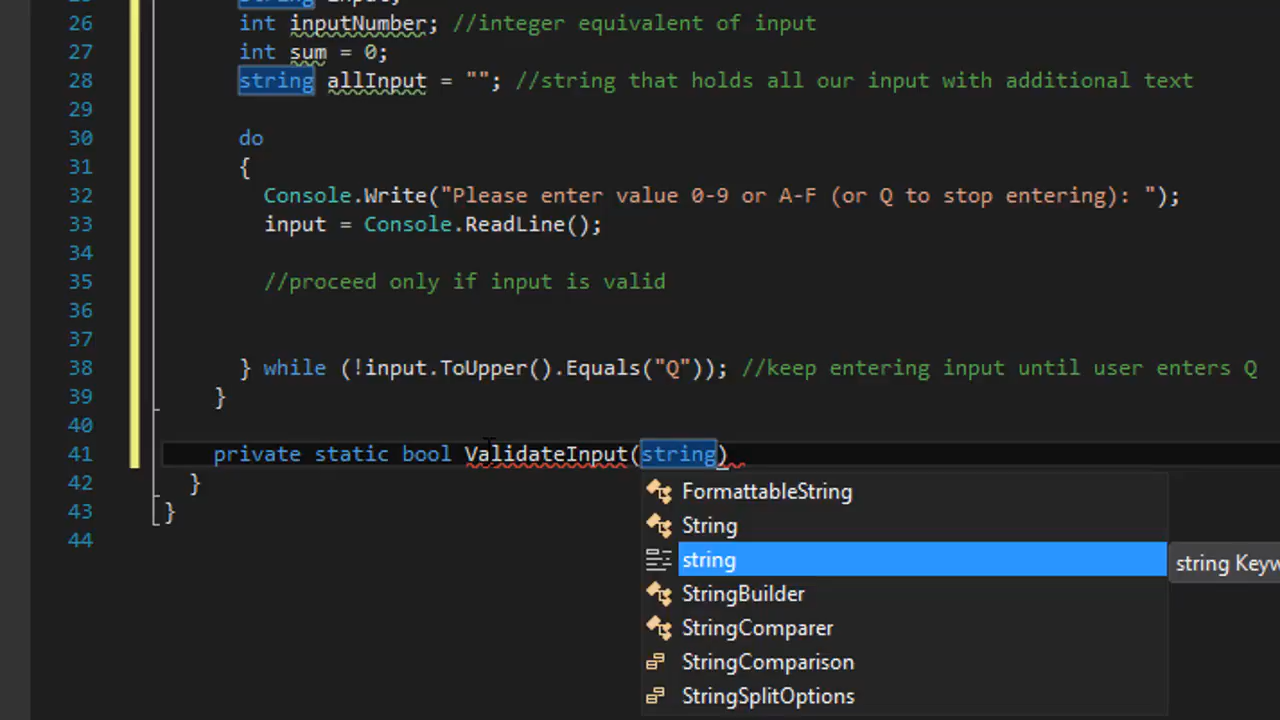 string input;
26 int inputNumber; //integer equivalent of input
27 int sum = 0;
28 string allInput = ""; //string that holds all our input with additional text
29
30 do
31 {
32 Console.Write("Please enter value 0-9 or A-F (or Q to stop entering): ");
33 input = Console.ReadLine();
34
35 //proceed only if input is valid
36
37
38 } while (!input.ToUpper().Equals("Q")); //keep entering input until user enters Q
39 }
40
41 private static bool ValidateInput(string)
42 }
43 }
44
FormattableString
String
string
string Keyw
StringBuilder
StringComparer
StringComparison
StringSplitOptions